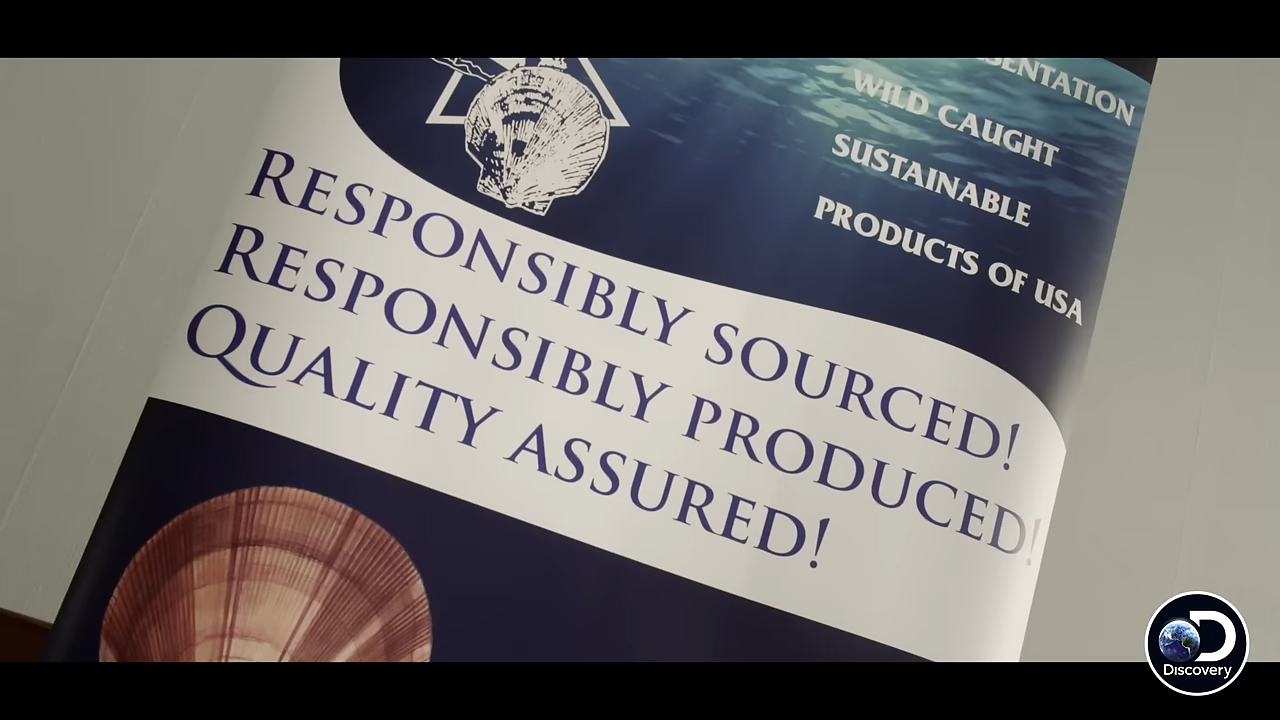 WILD CAUGHT
SUSTAINABLE
PRODUCTS OF USA
RESPONSIBLY SOURCED!
RESPONSIBLY PRODUCED!
QUALITY ASSURED!
Discovery